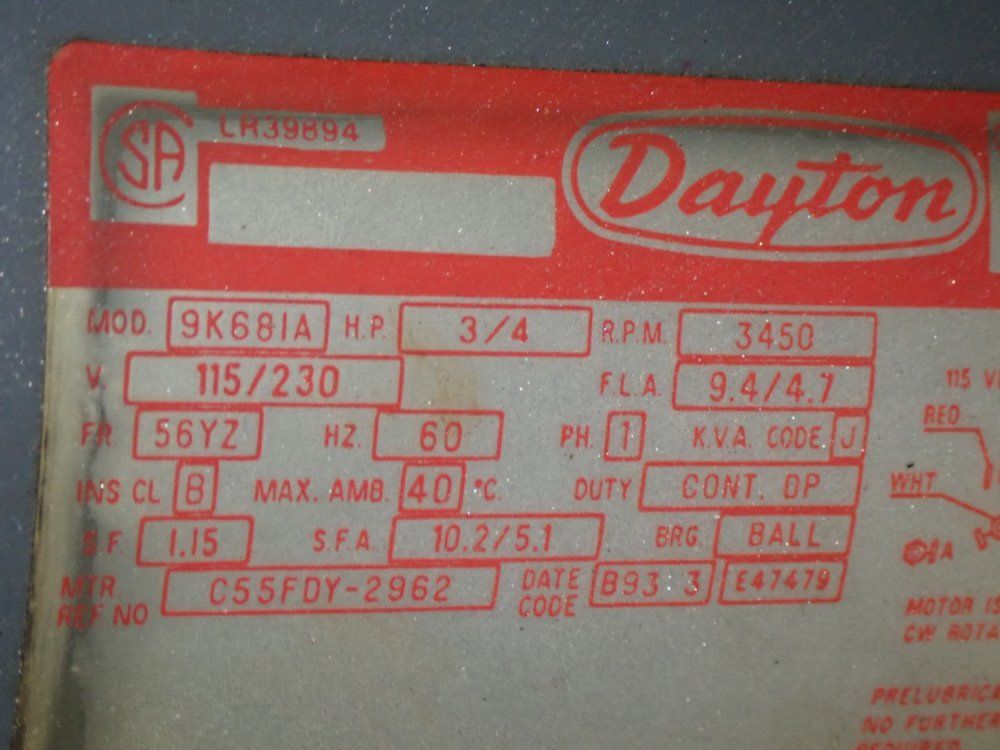 SA
LR39894
Dayton
MOD. 9K681A H.P. 3/4 R.P.M. 3450
V. 115/230 F.L.A. 9.4/4.7
FR 56YZ HZ. 60 PH. 1 K.V.A. CODE J
INS CL B MAX. AMB. 40 °C. DUTY CONT. DP
S.F. 1.15 S.F.A. 10.2/5.1 BRG. BALL
MTR. REF NO C55FDY-2962 DATE CODE B93 3 E47479
115 V
RED
WHT
MOTOR IS
CW ROTA
PRELUBRICA
NO FURTHER